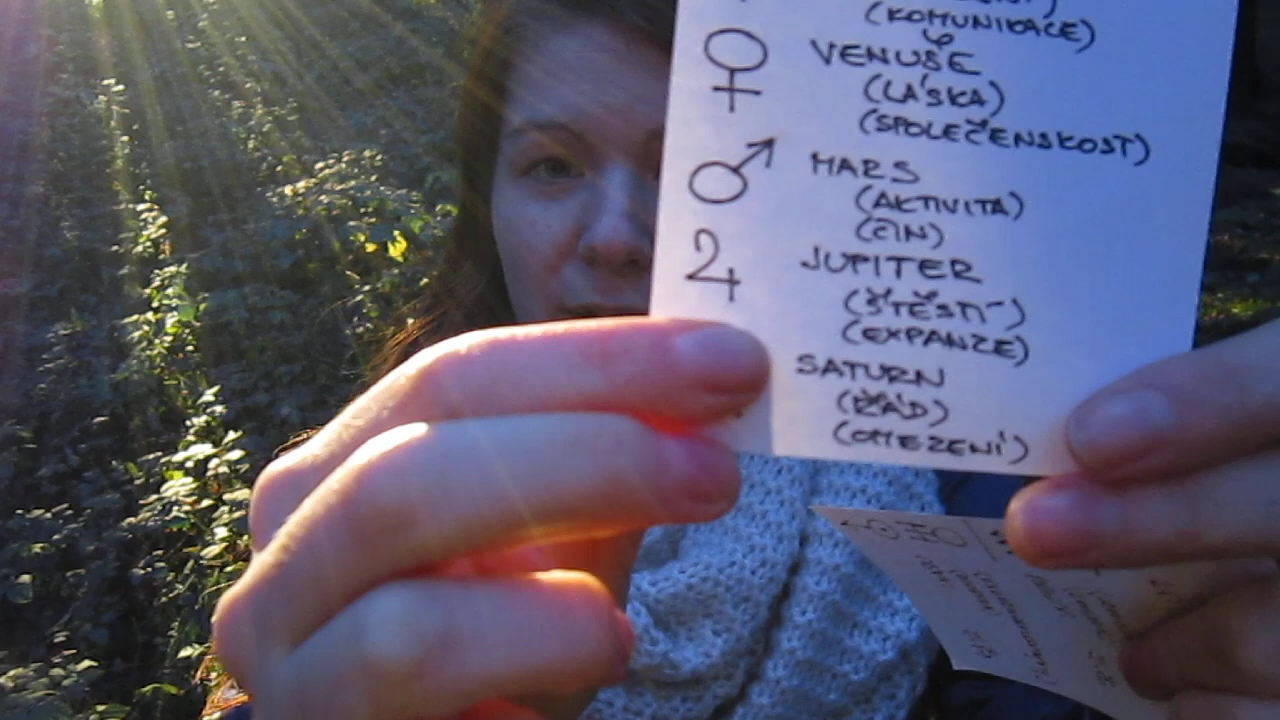 (KOMUNIKACE)
♀ VENUŠE
(LÁSKA)
(SPOLEČENSKOST)
♂ MARS
(AKTIVITA)
(ČIN)
♃ JUPITER
(ŠTĚSTÍ)
(EXPANZE)
SATURN
(ŘÁD)
(OMEZENÍ)